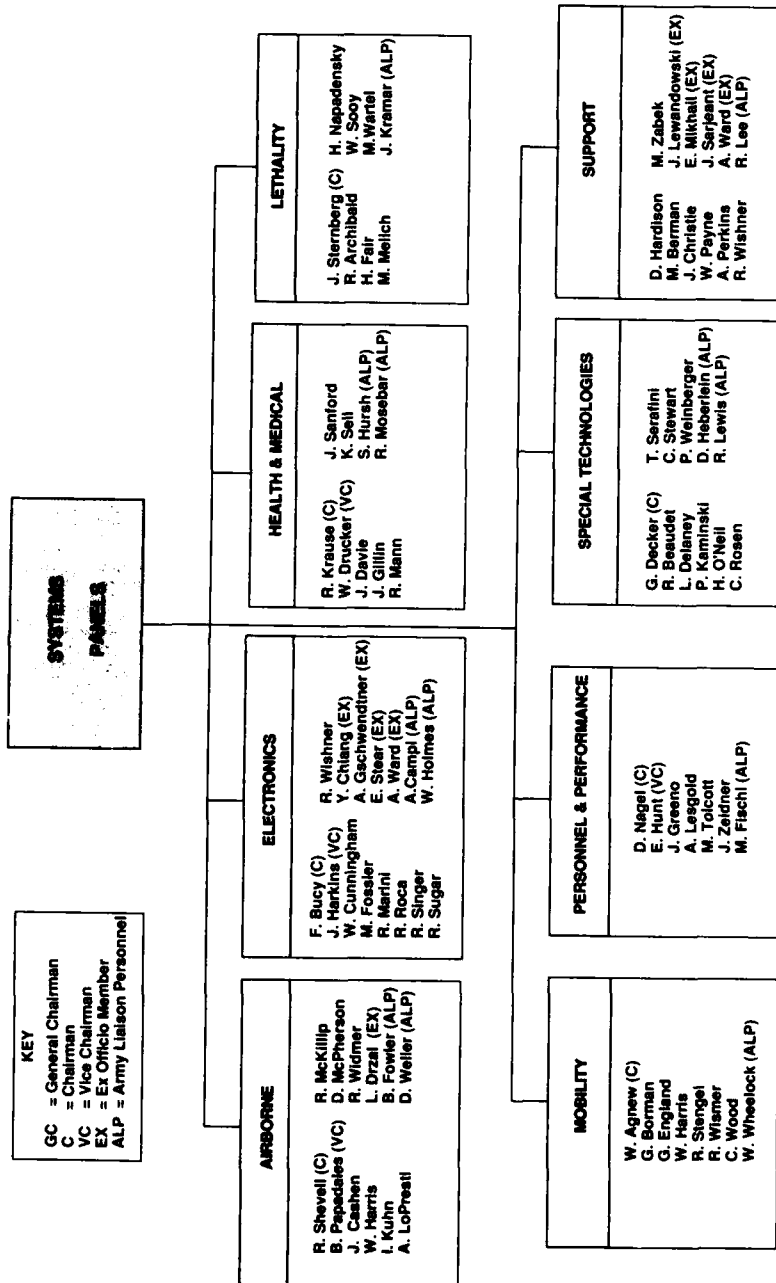 SYSTEMS
PANELS
KEY
GC = General Chairman
C = Chairman
VC = Vice Chairman
EX = Ex Officio Member
ALP = Army Liaison Personnel
AIRBORNE
R. Shevell (C)
B. Papadales (VC)
J. Cashen
W. Harris
I. Kuhn
A. LoPresti
R. McKillip
D. McPherson
R. Widmer
L. Drzal (EX)
B. Fowler (ALP)
D. Weller (ALP)
ELECTRONICS
F. Bucy (C)
J. Harkins (VC)
W. Cunningham
M. Fossier
R. Marini
R. Roca
R. Singer
R. Sugar
R. Wishner
Y. Chiang (EX)
A. Gschwendtner (EX)
E. Stear (EX)
A. Ward (EX)
A.Campi (ALP)
W. Holmes (ALP)
HEALTH & MEDICAL
R. Krause (C)
W. Drucker (VC)
J. Davie
J. Gillin
R. Mann
J. Sanford
K. Sell
S. Hursh (ALP)
R. Mosebar (ALP)
LETHALITY
J. Sternberg (C)
R. Archibald
H. Fair
M. Melich
H. Napadensky
W. Sooy
M.Wartel
J. Kramar (ALP)
MOBILITY
W. Agnew (C)
G. Borman
G. England
W. Harris
R. Stengel
R. Wismer
C. Wood
W. Wheelock (ALP)
PERSONNEL & PERFORMANCE
D. Nagel (C)
E. Hunt (VC)
J. Greeno
A. Lesgold
M. Tolcott
J. Zeidner
M. Fischl (ALP)
SPECIAL TECHNOLOGIES
G. Decker (C)
R. Beaudet
L. Delaney
P. Kaminski
H. O'Neil
C. Rosen
T. Serafini
C. Stewart
P. Weinberger
D. Heberlein (ALP)
R. Lewis (ALP)
SUPPORT
D. Hardison
M. Berman
J. Christie
W. Payne
A. Perkins
R. Wishner
M. Zabek
J. Lewandowski (EX)
E. Mikhail (EX)
J. Sarjeant (EX)
A. Ward (EX)
R. Lee (ALP)